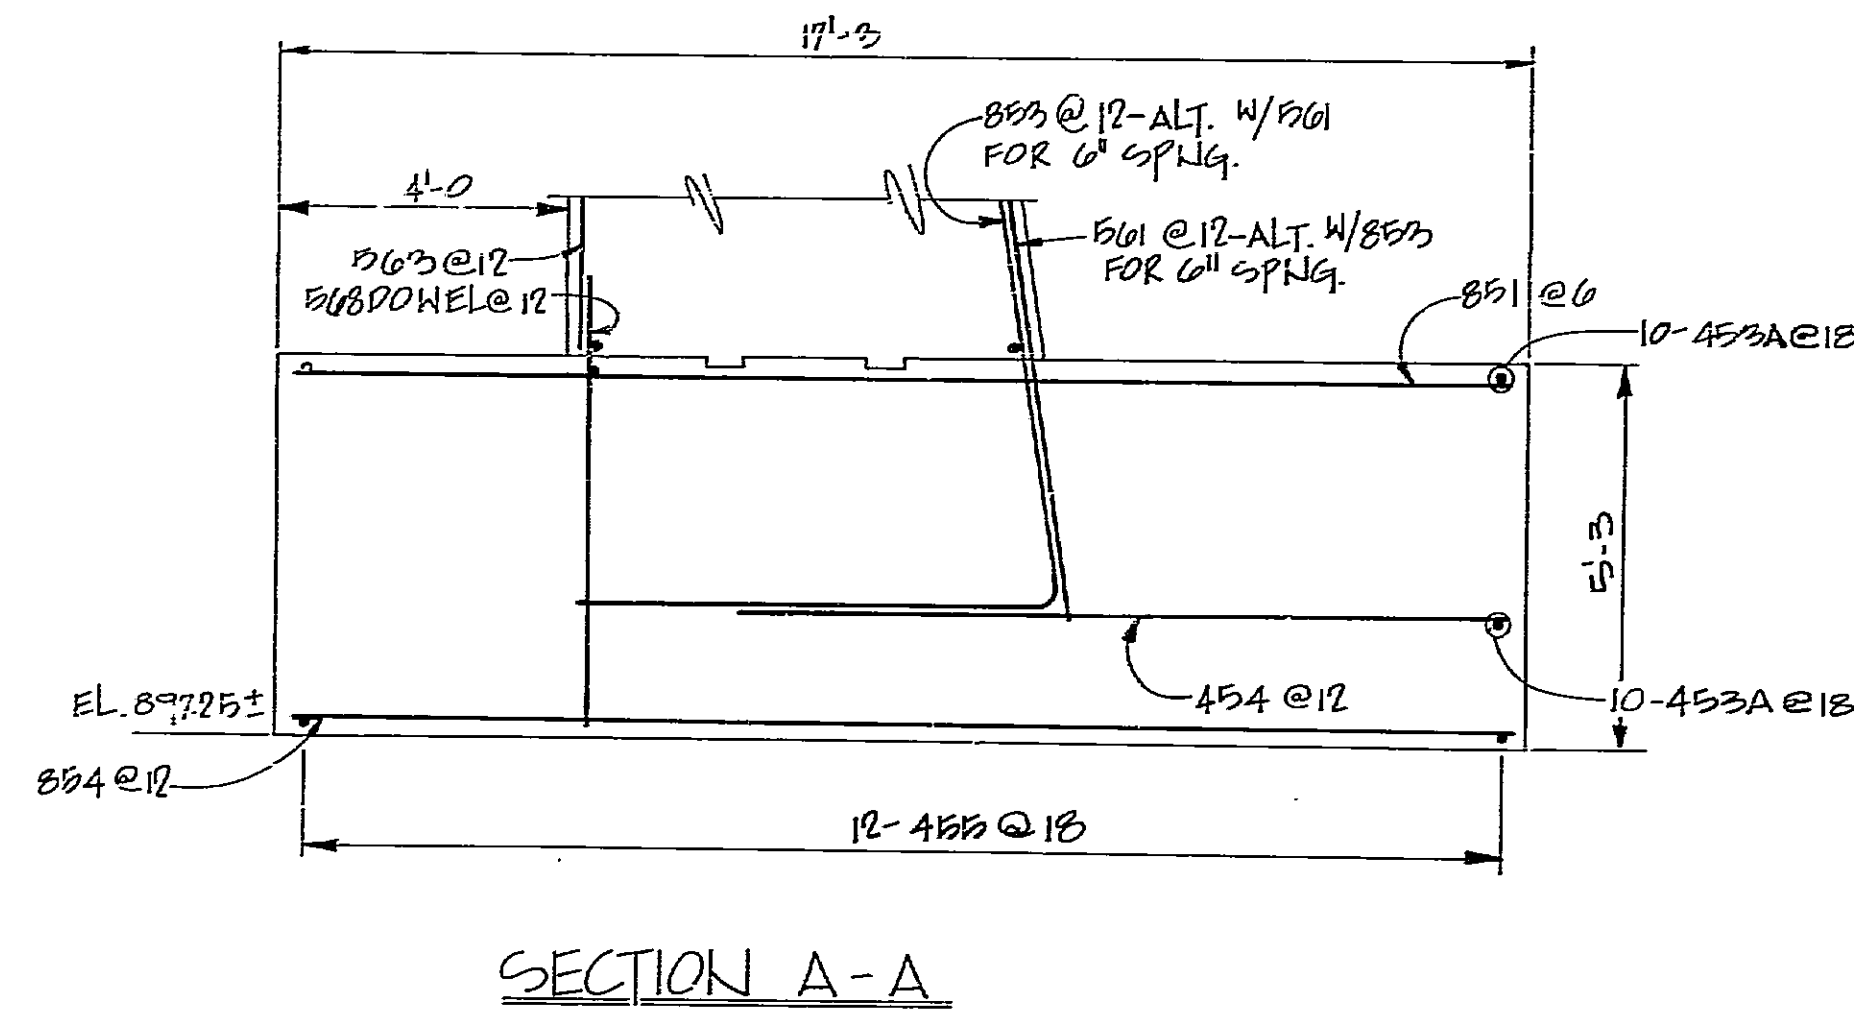 17'-3
853 @ 12-ALT. W/561
FOR 6" SPNG.
4'-0
561 @ 12-ALT. W/853
FOR 6" SPNG.
563 @ 12
568 DOWEL @ 12
851 @ 6
10-453A @ 18
5'-3
EL. 897.25±
454 @ 12
10-453A @ 18
854 @ 12
12-455 @ 18
SECTION A-A